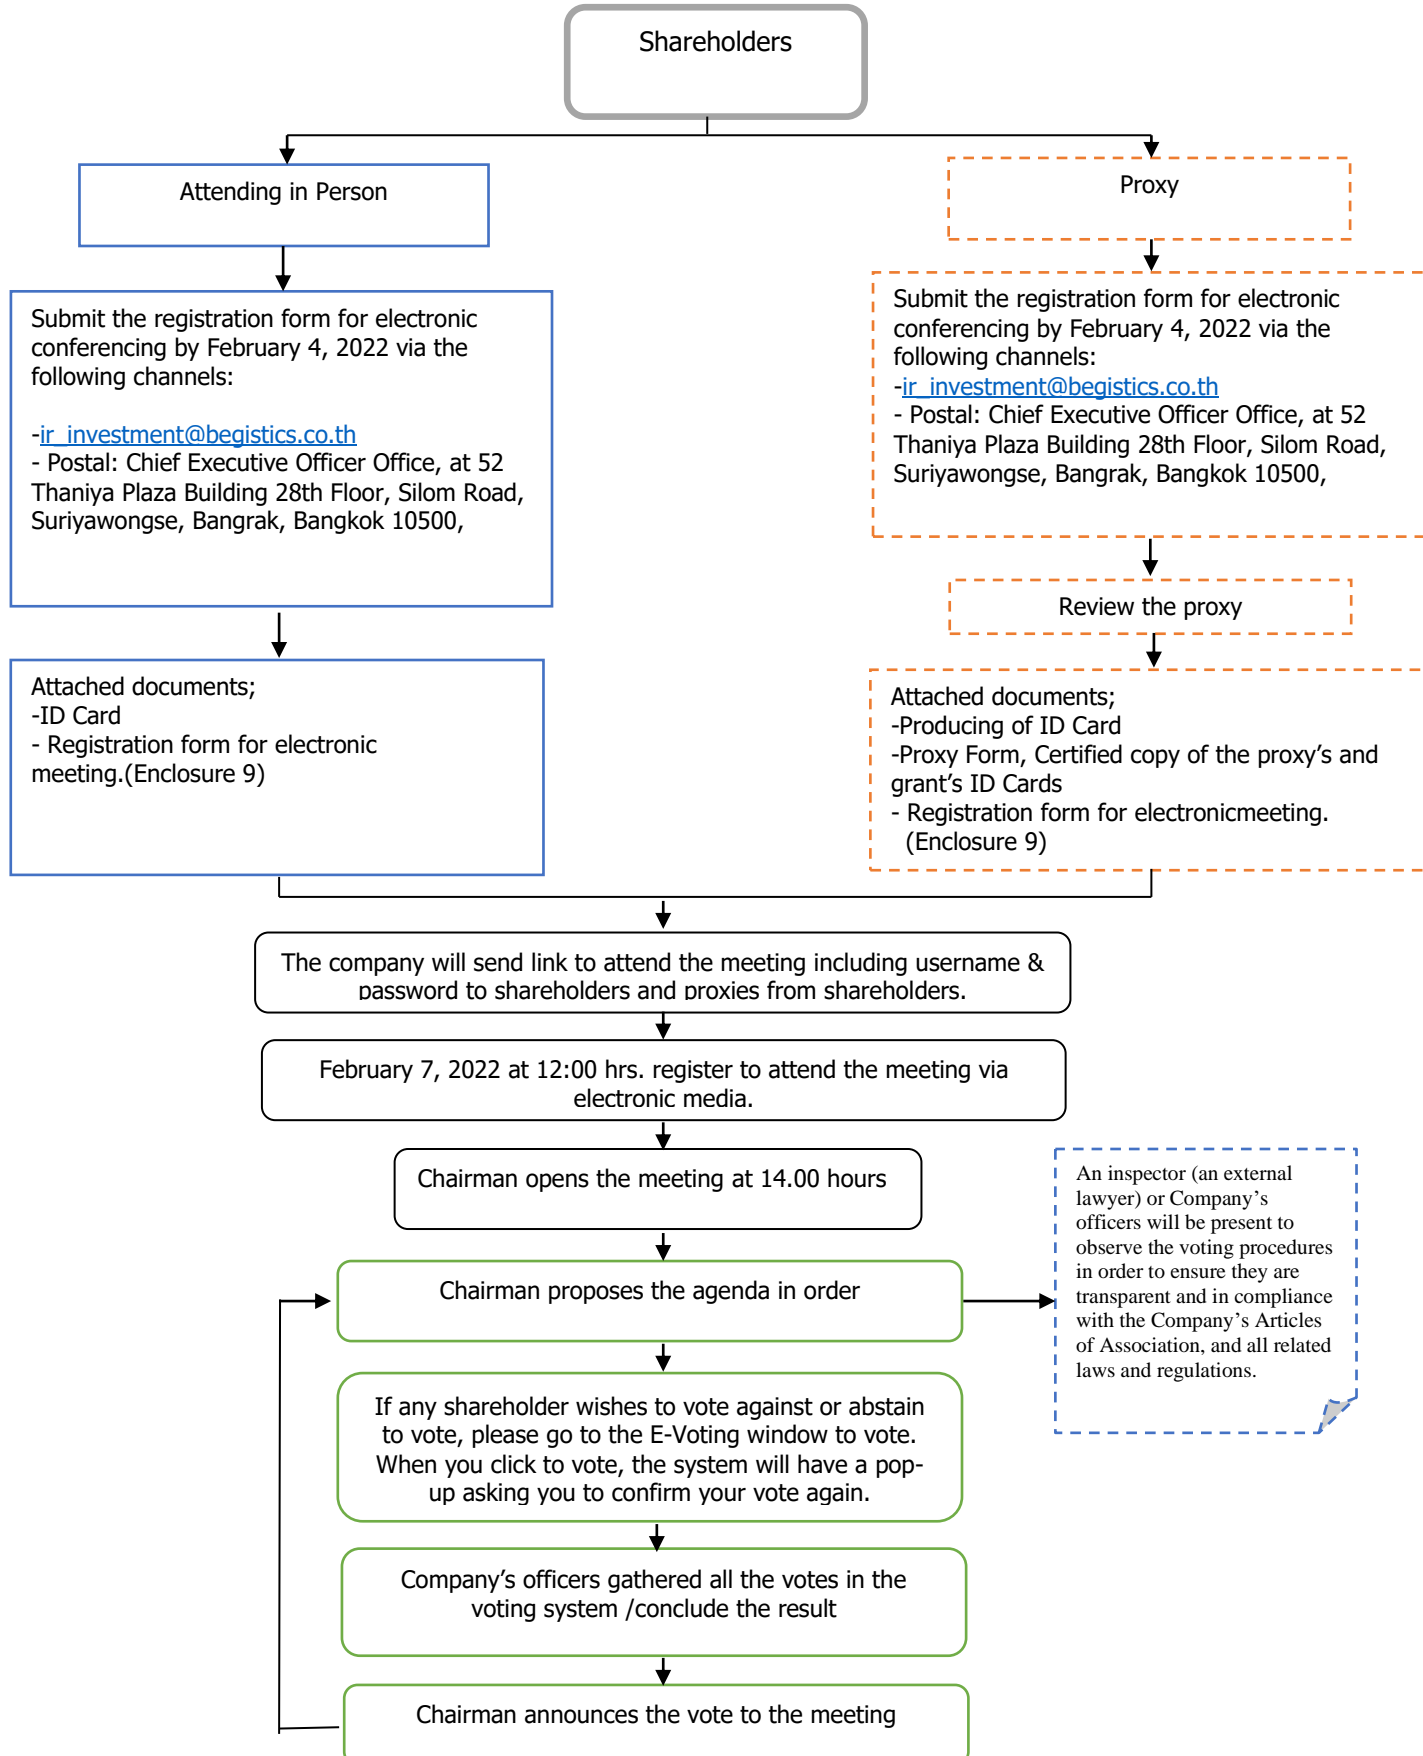 Shareholders
Attending in Person
Proxy
Submit the registration form for electronic
conferencing by February 4, 2022 via the
following channels:
-ir_investment@begistics.co.th
- Postal: Chief Executive Officer Office, at 52
Thaniya Plaza Building 28th Floor, Silom Road,
Suriyawongse, Bangrak, Bangkok 10500,
Submit the registration form for electronic
conferencing by February 4, 2022 via the
following channels:
-ir_investment@begistics.co.th
- Postal: Chief Executive Officer Office, at 52
Thaniya Plaza Building 28th Floor, Silom Road,
Suriyawongse, Bangrak, Bangkok 10500,
Review the proxy
Attached documents;
-ID Card
- Registration form for electronic
meeting.(Enclosure 9)
Attached documents;
-Producing of ID Card
-Proxy Form, Certified copy of the proxy’s and
grant’s ID Cards
- Registration form for electronicmeeting.
(Enclosure 9)
The company will send link to attend the meeting including username &
password to shareholders and proxies from shareholders.
February 7, 2022 at 12:00 hrs. register to attend the meeting via
electronic media.
Chairman opens the meeting at 14.00 hours
An inspector (an external
lawyer) or Company’s
officers will be present to
observe the voting procedures
in order to ensure they are
transparent and in compliance
with the Company’s Articles
of Association, and all related
laws and regulations.
Chairman proposes the agenda in order
If any shareholder wishes to vote against or abstain
to vote, please go to the E-Voting window to vote.
When you click to vote, the system will have a pop-
up asking you to confirm your vote again.
Company’s officers gathered all the votes in the
voting system /conclude the result
Chairman announces the vote to the meeting